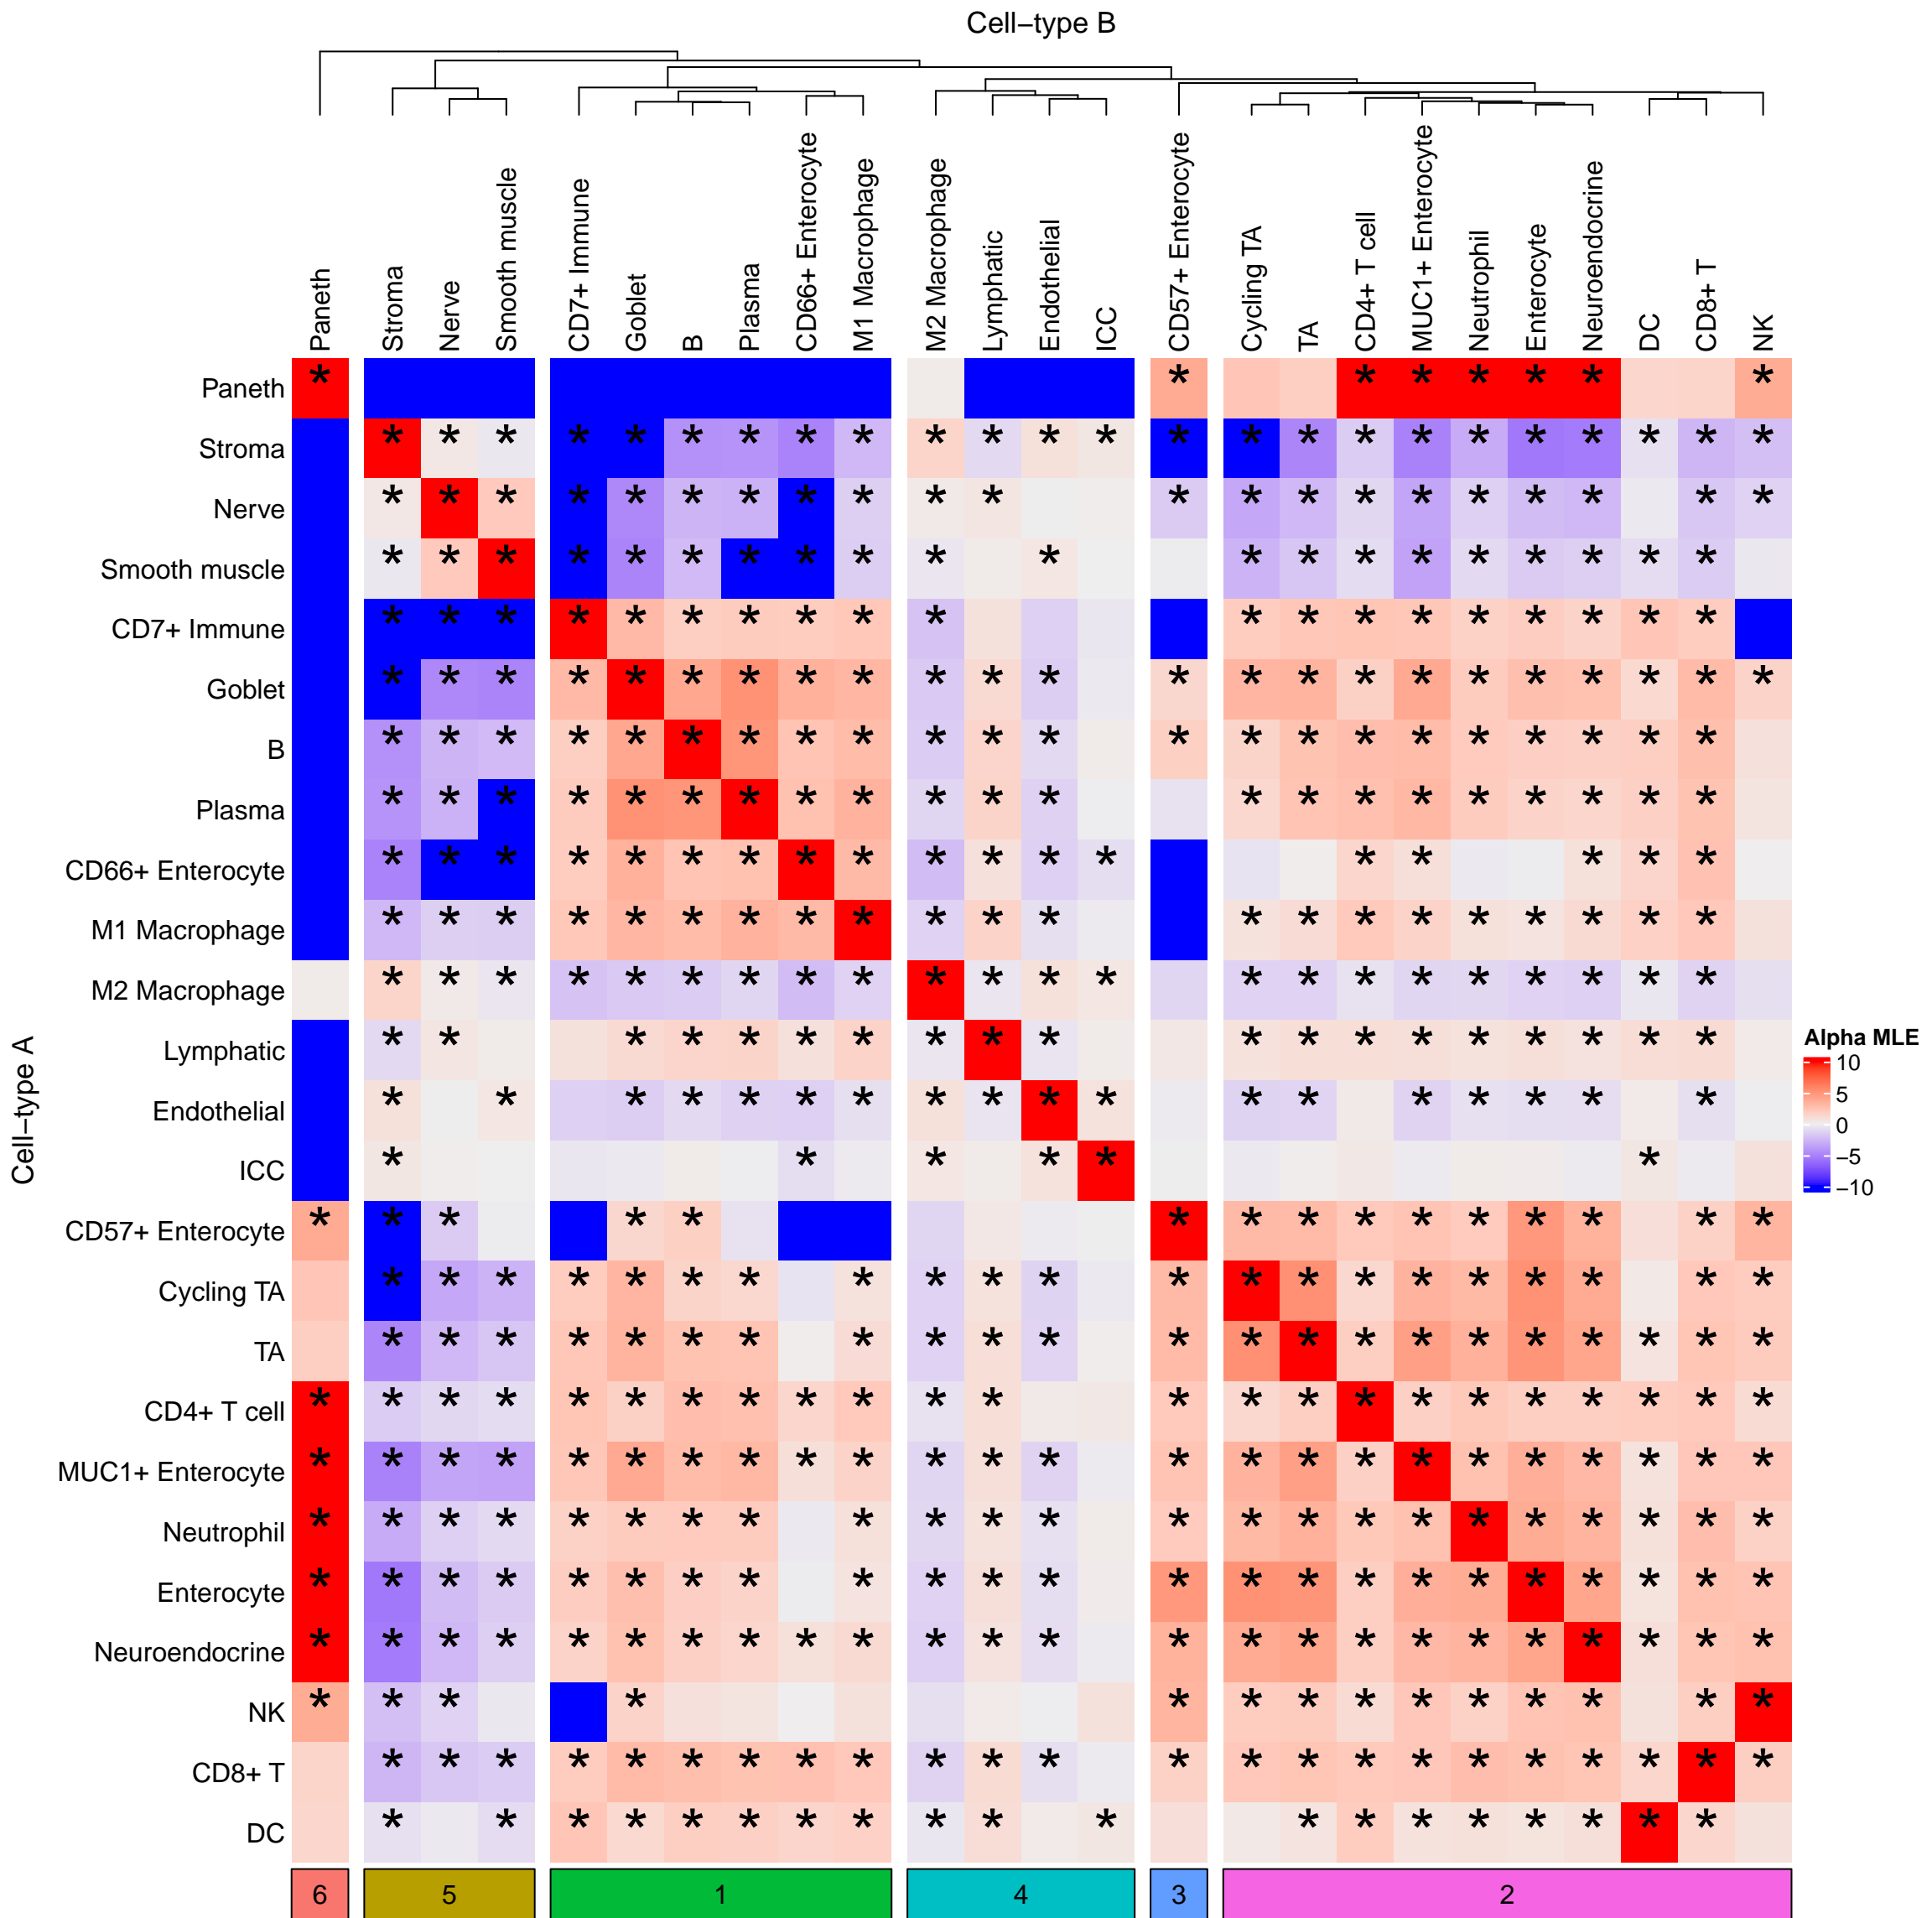 Cell−type B
Paneth
Stroma
Nerve
Smooth muscle
CD7+ Immune
Goblet
B
Plasma
CD66+ Enterocyte
M1 Macrophage
M2 Macrophage
Lymphatic
Endothelial
ICC
CD57+ Enterocyte
Cycling TA
TA
CD4+ T cell
MUC1+ Enterocyte
Neutrophil
Enterocyte
Neuroendocrine
DC
CD8+ T
NK
Cell−type A
Paneth
Stroma
Nerve
Smooth muscle
CD7+ Immune
Goblet
B
Plasma
CD66+ Enterocyte
M1 Macrophage
M2 Macrophage
Lymphatic
Endothelial
ICC
CD57+ Enterocyte
Cycling TA
TA
CD4+ T cell
MUC1+ Enterocyte
Neutrophil
Enterocyte
Neuroendocrine
NK
CD8+ T
DC
Alpha MLE
10
5
0
−5
−10
6 5 1 4 3 2